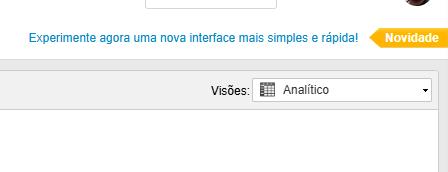 Experimente agora uma nova interface mais simples e rápida! Novidade
Visões: Analítico